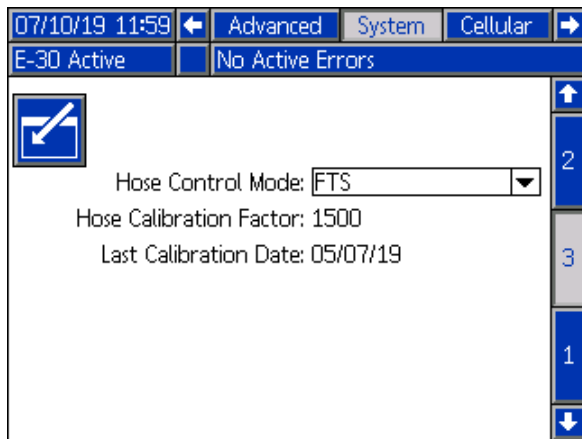 07/10/19 11:59 Advanced System Cellular
E-30 Active No Active Errors
2
Hose Control Mode: FTS
Hose Calibration Factor: 1500
Last Calibration Date: 05/07/19
3
1